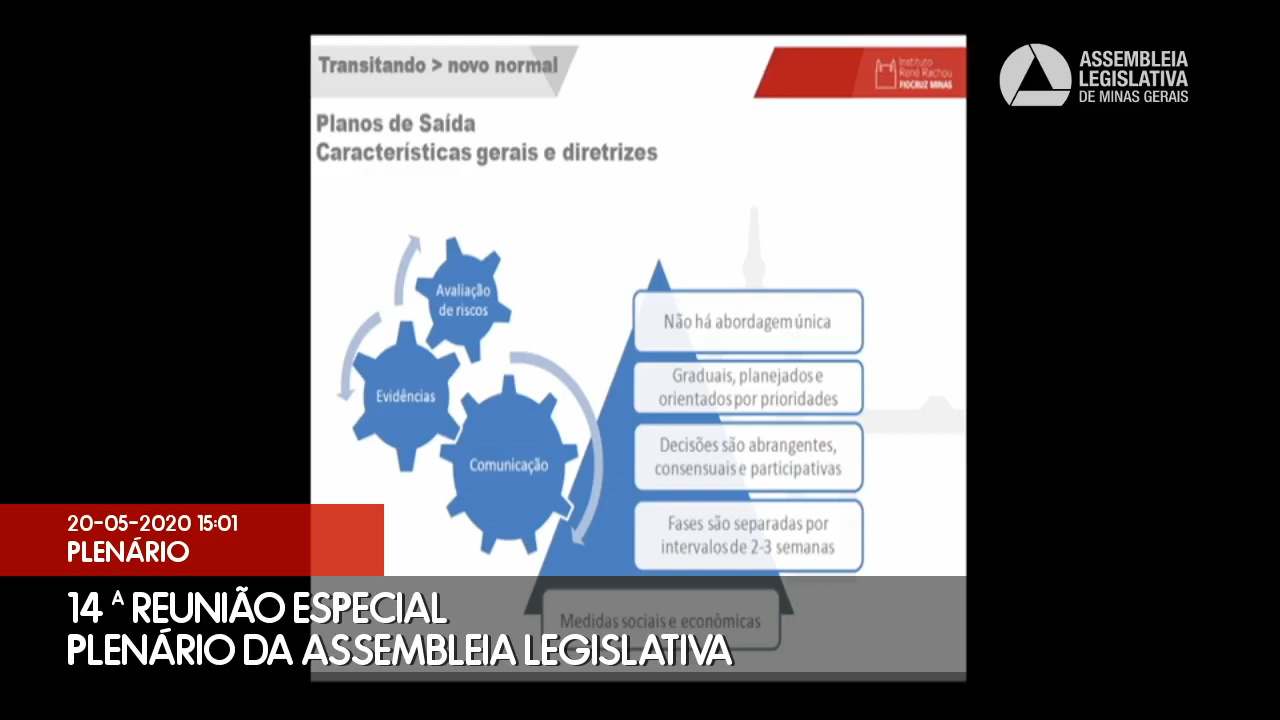 Transitando > novo normal
Instituto
René Rachou
FIOCRUZ MINAS
ASSEMBLEIA
LEGISLATIVA
DE MINAS GERAIS
Planos de Saída
Características gerais e diretrizes
Avaliação
de riscos
Evidências
Comunicação
Não há abordagem única
Graduais, planejados e
orientados por prioridades
Decisões são abrangentes,
consensuais e participativas
Fases são separadas por
intervalos de 2-3 semanas
Medidas sociais e econômicas
20-05-2020 15:01
PLENÁRIO
14 ª REUNIÃO ESPECIAL
PLENÁRIO DA ASSEMBLEIA LEGISLATIVA